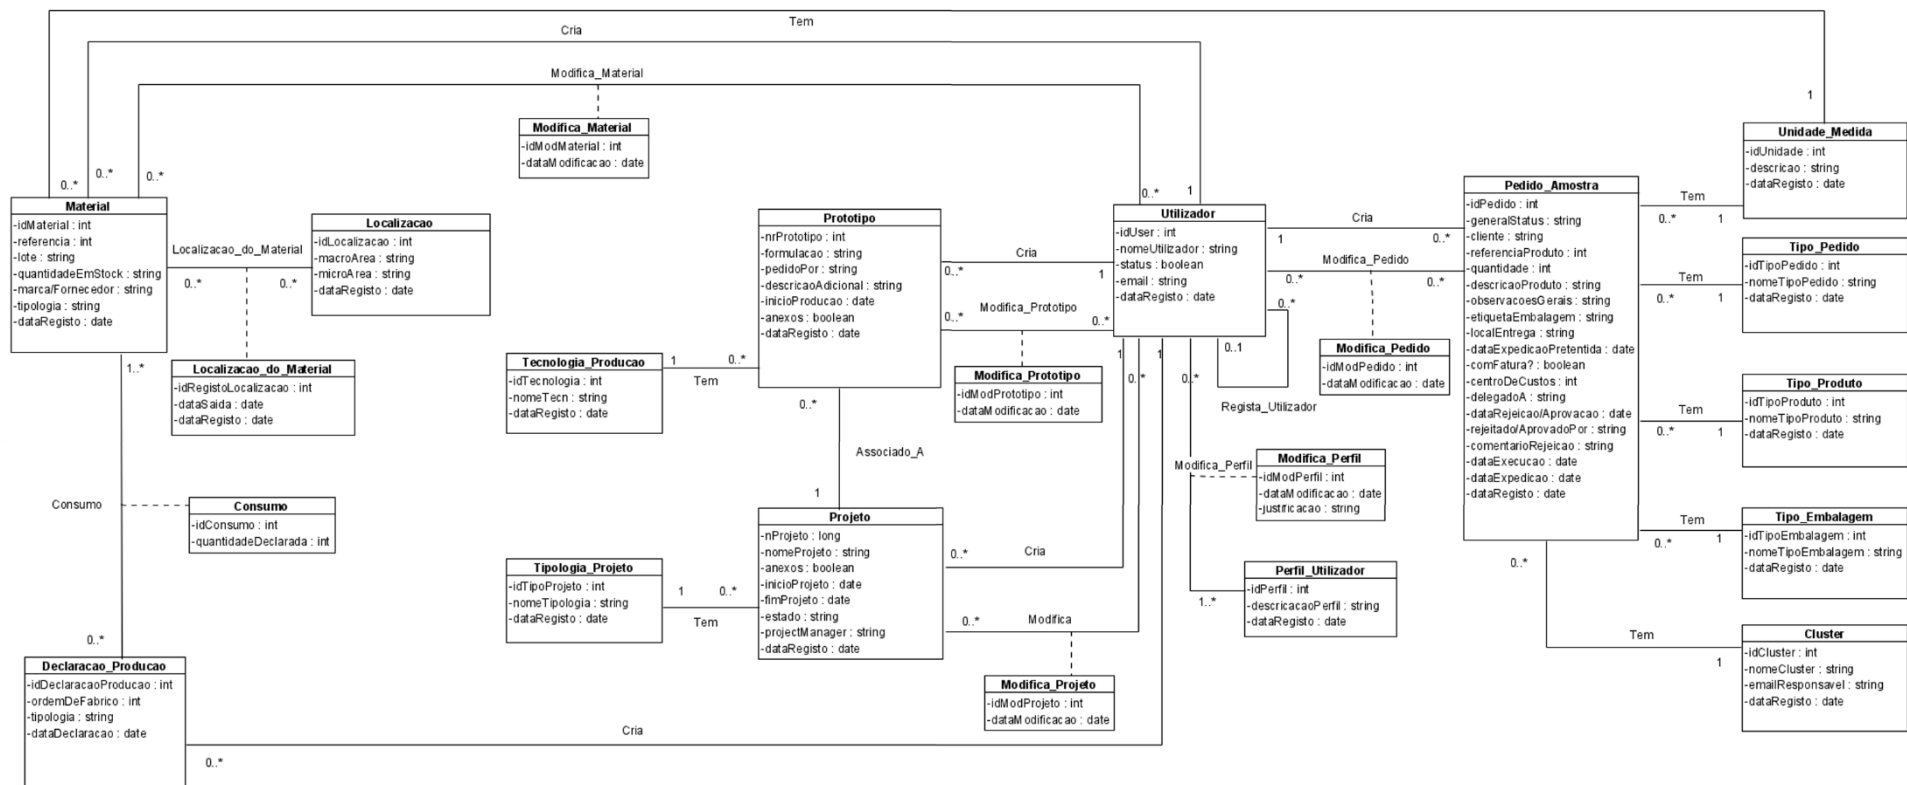 Tem
Cria
Modifica_Material
Modifica_Material
-idModMaterial : int
-dataModificacao : date
1
Unidade_Medida
-idUnidade : int
-descricao : string
-dataRegisto : date
0..*
0..*
0..*
0..*
1
Material
-idMaterial : int
-referencia : int
-lote : string
-quantidadeEmStock : string
-marca/Fornecedor : string
-tipologia : string
-dataRegisto : date
Localizacao_do_Material
0..*
0..*
Localizacao
-idLocalizacao : int
-macroArea : string
-microArea : string
-dataRegisto : date
Localizacao_do_Material
-idRegistoLocalizacao : int
-dataSaida : date
-dataRegisto : date
Prototipo
-nrPrototipo : int
-formulacao : string
-pedidoPor : string
-descricaoAdicional : string
-inicioProducao : date
-anexos : boolean
-dataRegisto : date
Cria
0..*
1
Modifica_Prototipo
0..*
0..*
Modifica_Prototipo
-idModPrototipo : int
-dataModificacao : date
Utilizador
-idUser : int
-nomeUtilizador : string
-status : boolean
-email : string
-dataRegisto : date
Cria
1
0..*
Modifica_Pedido
0..*
0..*
0..*
0..1
Regista_Utilizador
Modifica_Pedido
-idModPedido : int
-dataModificacao : date
Pedido_Amostra
-idPedido : int
-generalStatus : string
-cliente : string
-referenciaProduto : int
-quantidade : int
-descricaoProduto : string
-observacoesGerais : string
-etiquetaEmbalagem : string
-localEntrega : string
-dataExpedicaoPretentida : date
-comFatura? : boolean
-centroDeCustos : int
-delegadoA : string
-dataRejeicao/Aprovacao : date
-rejeitado/AprovadoPor : string
-comentarioRejeicao : string
-dataExecucao : date
-dataExpedicao : date
-dataRegisto : date
Tem
0..*
1
Tipo_Pedido
-idTipoPedido : int
-nomeTipoPedido : string
-dataRegisto : date
Tem
0..*
1
Tipo_Produto
-idTipoProduto : int
-nomeTipoProduto : string
-dataRegisto : date
Tem
0..*
1
Tipo_Embalagem
-idTipoEmbalagem : int
-nomeTipoEmbalagem : string
-dataRegisto : date
Tem
0..*
1
Cluster
-idCluster : int
-nomeCluster : string
-emailResponsavel : string
-dataRegisto : date
0..*
Tem
1
Tecnologia_Producao
-idTecnologia : int
-nomeTecn : string
-dataRegisto : date
1
0..*
Tem
0..*
Associado_A
1
1
0..*
1
0..*
Modifica_Perfil
Modifica_Perfil
-idModPerfil : int
-dataModificacao : date
-justificacao : string
1..*
Perfil_Utilizador
-idPerfil : int
-descricacaoPerfil : string
-dataRegisto : date
1..*
Consumo
Consumo
-idConsumo : int
-quantidadeDeclarada : int
0..*
Tipologia_Projeto
-idTipoProjeto : int
-nomeTipologia : string
-dataRegisto : date
1
0..*
Tem
Projeto
-nProjeto : long
-nomeProjeto : string
-anexos : boolean
-inicioProjeto : date
-fimProjeto : date
-estado : string
-projectManager : string
-dataRegisto : date
0..*
Cria
0..*
Modifica
Modifica_Projeto
-idModProjeto : int
-dataModificacao : date
Declaracao_Producao
-idDeclaracaoProducao : int
-ordemDeFabrico : int
-tipologia : string
-dataDeclaracao : date
Cria
0..*